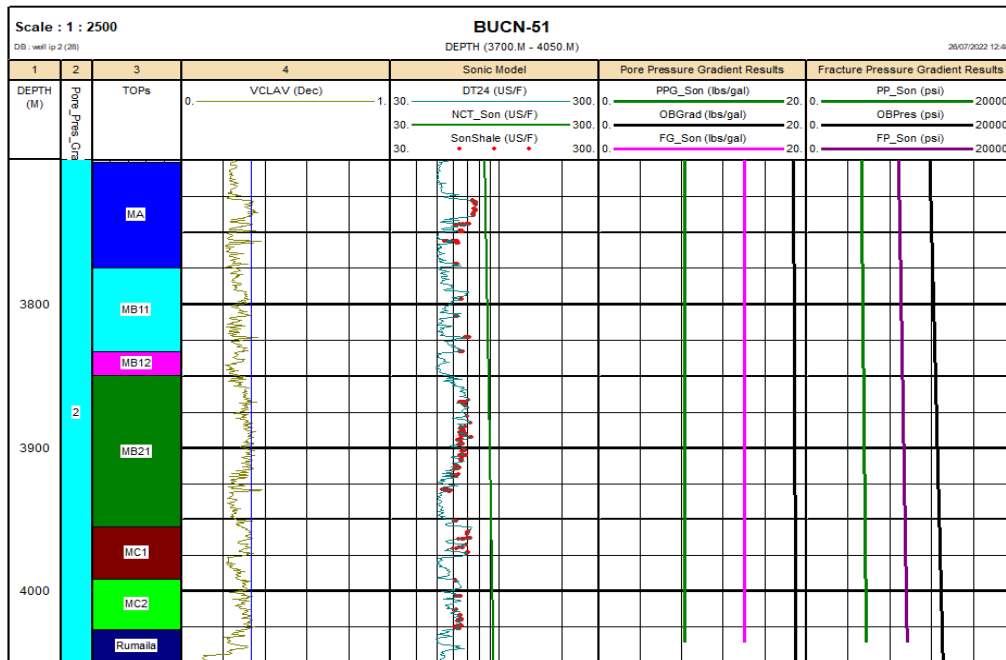 Scale : 1 : 2500
BUCN-51
DB : well ip 2 (28)
DEPTH (3700.M - 4050.M)
26/07/2022 12:48
1 2 3 4 Sonic Model Pore Pressure Gradient Results Fracture Pressure Gradient Results
DEPTH (M)
Pore_Pres_Gra
TOPs
VCLAV (Dec)
0. 1.
DT24 (US/F)
30. 300.
NCT_Son (US/F)
30. 300.
SonShale (US/F)
30. 300.
PPG_Son (lbs/gal)
0. 20.
OBGrad (lbs/gal)
0. 20.
FG_Son (lbs/gal)
0. 20.
PP_Son (psi)
0. 20000
OBPres (psi)
0. 20000
FP_Son (psi)
0. 20000
MA
3800
MB11
MB12
2
3900
MB21
MC1
4000
MC2
Rumaila